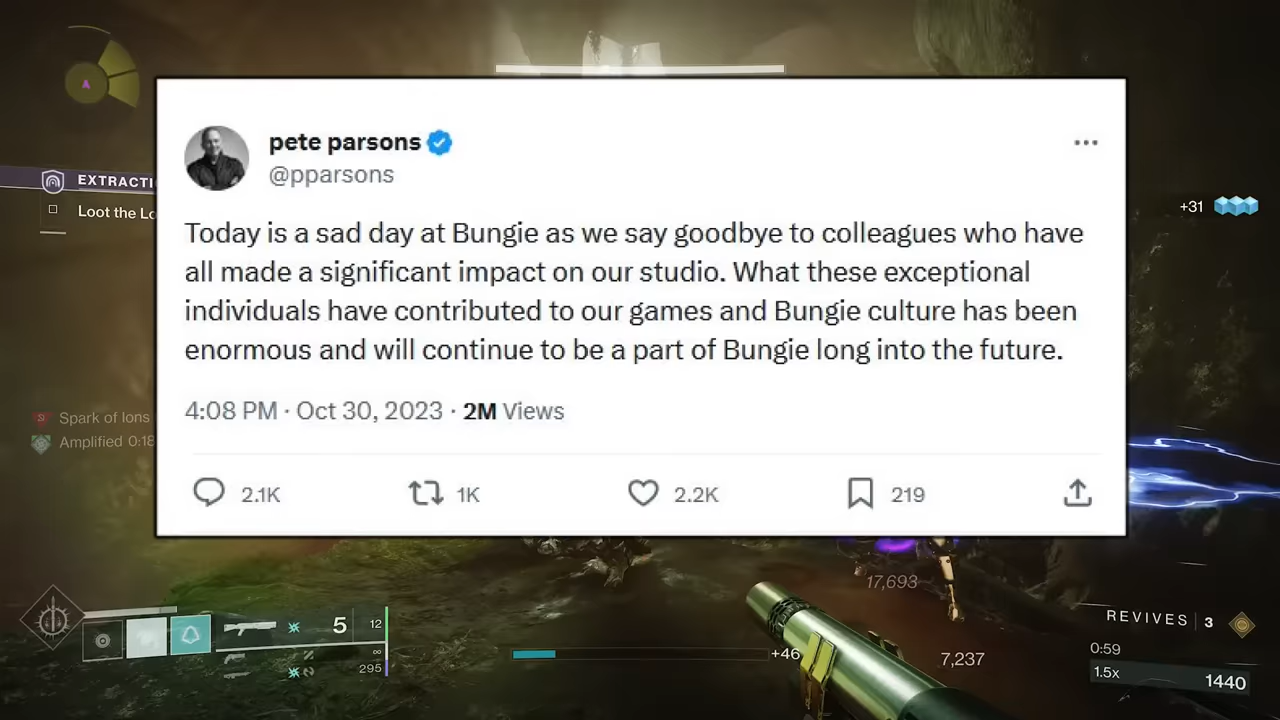 pete parsons
@pparsons
Today is a sad day at Bungie as we say goodbye to colleagues who have
all made a significant impact on our studio. What these exceptional
individuals have contributed to our games and Bungie culture has been
enormous and will continue to be a part of Bungie long into the future.
4:08 PM · Oct 30, 2023 · 2M Views
2.1K
1K
2.2K
219
A
EXTRACTI
Loot the Lo
+31
Spark of Ions
Amplified 0:18
5
12
∞
295
+46
17,693
7,237
REVIVES 3
0:59
1.5x
1440